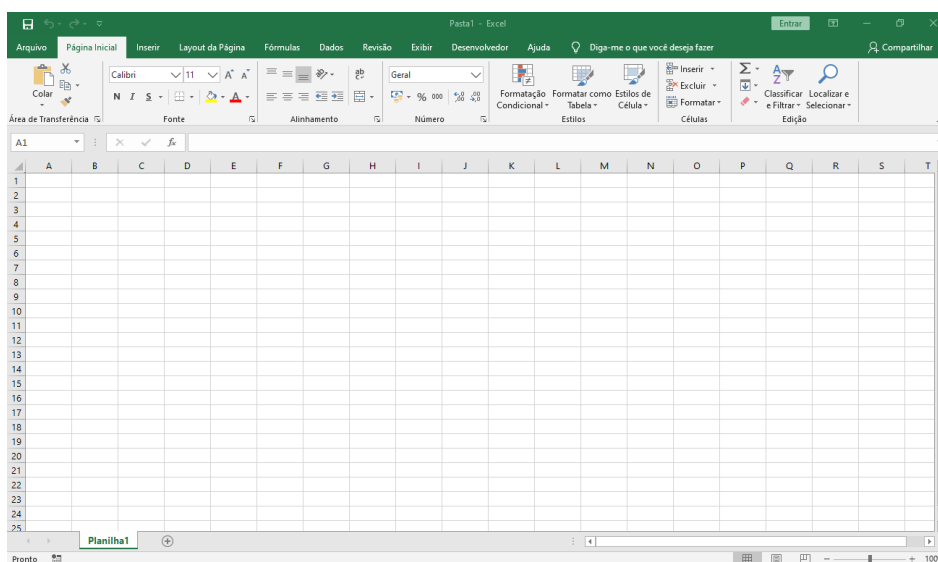 Pasta1 - Excel
Entrar
Arquivo Página Inicial Inserir Layout da Página Fórmulas Dados Revisão Exibir Desenvolvedor Ajuda Diga-me o que você deseja fazer Compartilhar
Colar
Área de Transferência
Calibri 11
N I S A
Fonte
ab
Alinhamento
Geral
% 000
Número
Formatação Condicional
Formatar como Tabela
Estilos de Célula
Estilos
Inserir
Excluir
Formatar
Células
Classificar e Filtrar
Localizar e Selecionar
Edição
A1 fx
A B C D E F G H I J K L M N O P Q R S T
1
2
3
4
5
6
7
8
9
10
11
12
13
14
15
16
17
18
19
20
21
22
23
24
25
Planilha1
Pronto 100